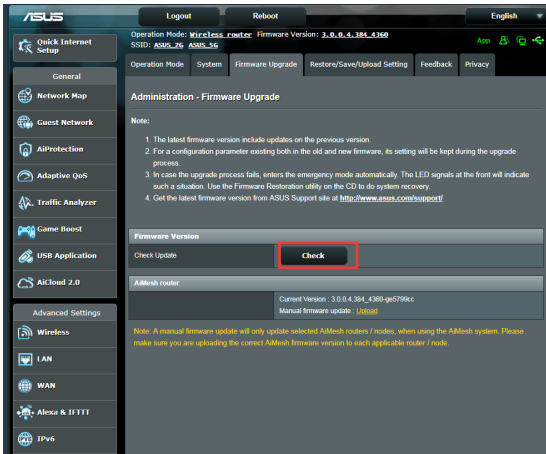 ASUS
Logout
Reboot
English
Quick Internet
Setup
Operation Mode: Wireless router Firmware Version: 3.0.0.4.384_4360
SSID: ASUS_2G ASUS_5G
App
Operation Mode System Firmware Upgrade Restore/Save/Upload Setting Feedback Privacy
General
Network Map
Guest Network
AiProtection
Adaptive QoS
Traffic Analyzer
Game Boost
USB Application
AiCloud 2.0
Advanced Settings
Wireless
LAN
WAN
Alexa & IFTTT
IPv6
Administration - Firmware Upgrade
Note:
1. The latest firmware version include updates on the previous version.
2. For a configuration parameter existing both in the old and new firmware, its setting will be kept during the upgrade
process.
3. In case the upgrade process fails, enters the emergency mode automatically. The LED signals at the front will indicate
such a situation. Use the Firmware Restoration utility on the CD to do system recovery.
4. Get the latest firmware version from ASUS Support site at http://www.asus.com/support/
Firmware Version
Check Update
Check
AiMesh router
Current Version : 3.0.0.4.384_4360-ge5799cc
Manual firmware update : Upload
Note: A manual firmware update will only update selected AiMesh routers / nodes, when using the AiMesh system. Please
make sure you are uploading the correct AiMesh firmware version to each applicable router / node.